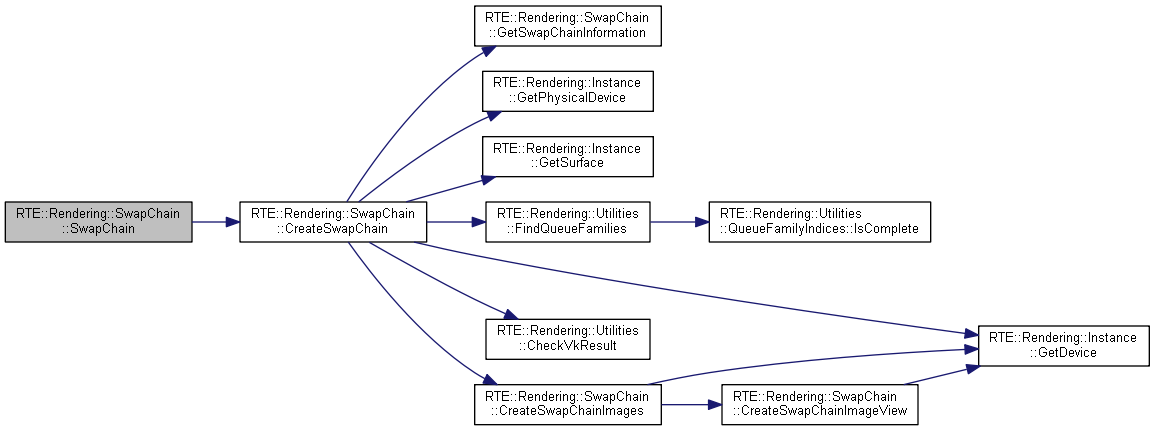 RTE::Rendering::SwapChain
::GetSwapChainInformation
RTE::Rendering::Instance
::GetPhysicalDevice
RTE::Rendering::Instance
::GetSurface
RTE::Rendering::SwapChain
::SwapChain
RTE::Rendering::SwapChain
::CreateSwapChain
RTE::Rendering::Utilities
::FindQueueFamilies
RTE::Rendering::Utilities
::QueueFamilyIndices::IsComplete
RTE::Rendering::Utilities
::CheckVkResult
RTE::Rendering::Instance
::GetDevice
RTE::Rendering::SwapChain
::CreateSwapChainImages
RTE::Rendering::SwapChain
::CreateSwapChainImageView